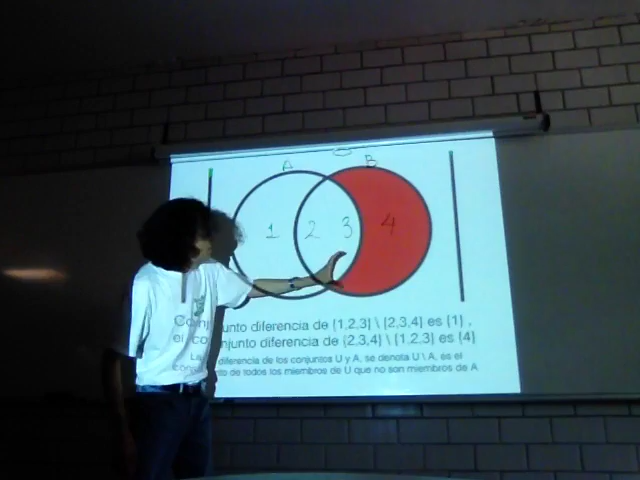 A B
1 2 3 4
Conjunto diferencia de {1,2,3} \ {2,3,4} es {1} ,
el conjunto diferencia de {2,3,4} \ {1,2,3} es {4}
La diferencia de los conjuntos U y A, se denota U \ A, es el
conjunto de todos los miembros de U que no son miembros de A